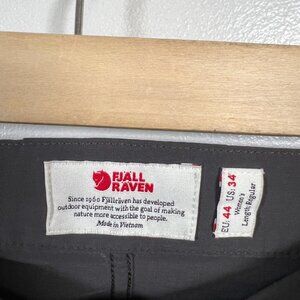 FJÄLL
RÄVEN
Since 1960 Fjällräven has developed
outdoor equipment with the goal of making
nature more accessible to people.
Made in Vietnam
EU: 44 US: 34"
Women's
Length: Regular